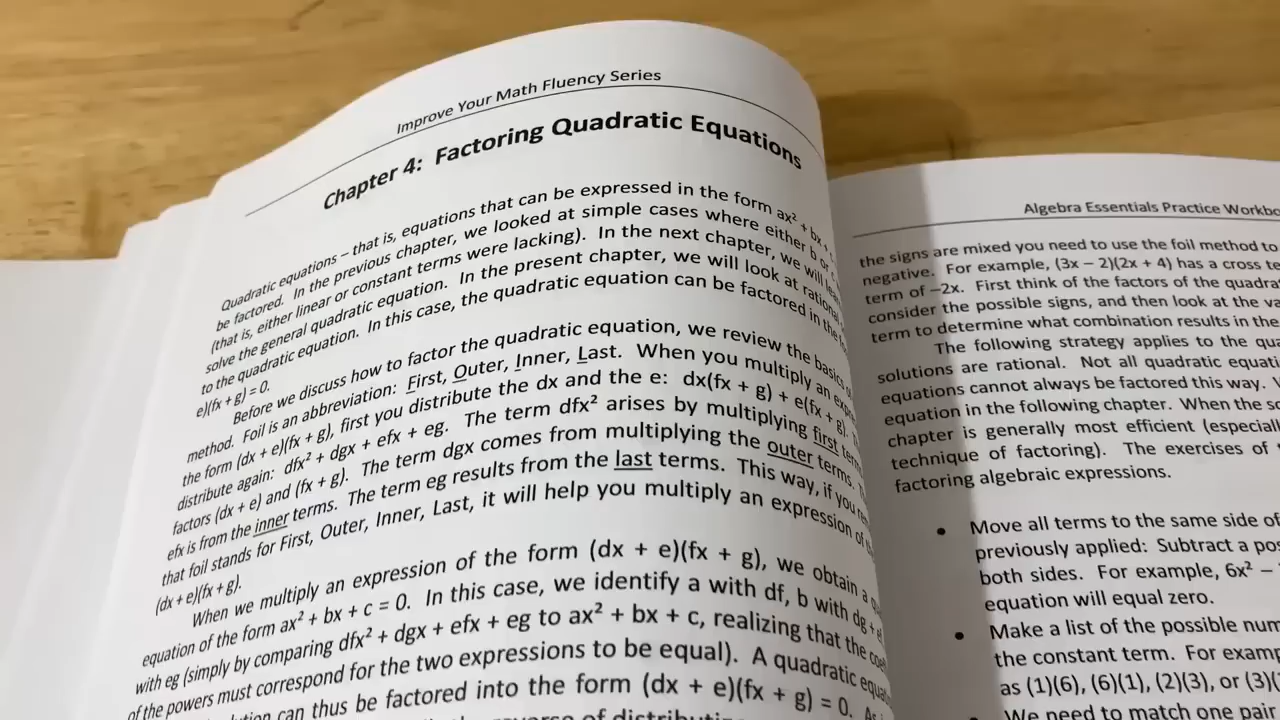 Improve Your Math Fluency Series
Chapter 4: Factoring Quadratic Equations
Quadratic equations – that is, equations that can be expressed in the form ax² + bx +
be factored. In the previous chapter, we looked at simple cases where either b or c
(that is, either linear or constant terms were lacking). In the next chapter, we will
solve the general quadratic equation. In the present chapter, we will look at
to the quadratic equation. In this case, the quadratic equation can be factored in the
e)(fx + g) = 0.
Before we discuss how to factor the quadratic equation, we review the basics
method. Foil is an abbreviation: First, Outer, Inner, Last. When you multiply an
the form (dx + e)(fx + g), first you distribute the dx and the e: dx(fx + g) + e(fx + g).
distribute again: dfx² + dgx + efx + eg. The term dfx² arises by multiplying first
factors (dx + e) and (fx + g). The term dgx comes from multiplying the outer terms.
efx is from the inner terms. The term eg results from the last terms. This way, if you
that foil stands for First, Outer, Inner, Last, it will help you multiply an expression of
(dx + e)(fx + g).
When we multiply an expression of the form (dx + e)(fx + g), we obtain a
equation of the form ax² + bx + c = 0. In this case, we identify a with df, b with dg +
with eg (simply by comparing dfx² + dgx + efx + eg to ax² + bx + c, realizing that the
of the powers must correspond for the two expressions to be equal). A quadratic
can thus be factored into the form (dx + e)(fx + g) = 0.
of
Algebra Essentials Practice
the signs are mixed you need to use the foil method to
negative. For example, (3x – 2)(2x + 4) has a cross
term of –2x. First think of the factors of the
consider the possible signs, and then look at the
term to determine what combination results in the
The following strategy applies to the
solutions are rational. Not all quadratic
equations cannot always be factored this way.
equation in the following chapter. When the
chapter is generally most efficient
technique of factoring). The exercises of
factoring algebraic expressions.
• Move all terms to the same side of
previously applied: Subtract a
both sides. For example, 6x² –
equation will equal zero.
• Make a list of the possible
the constant term. For
as (1)(6), (6)(1), (2)(3), or
• We need to match one pair